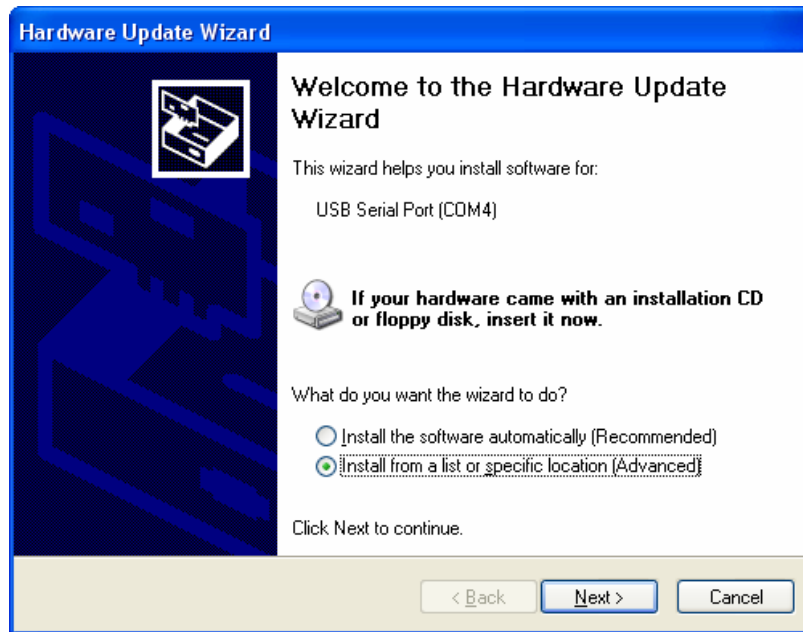 Hardware Update Wizard
Welcome to the Hardware Update
Wizard
This wizard helps you install software for:
USB Serial Port (COM4)
If your hardware came with an installation CD
or floppy disk, insert it now.
What do you want the wizard to do?
Install the software automatically (Recommended)
Install from a list or specific location (Advanced)
Click Next to continue.
< Back Next > Cancel